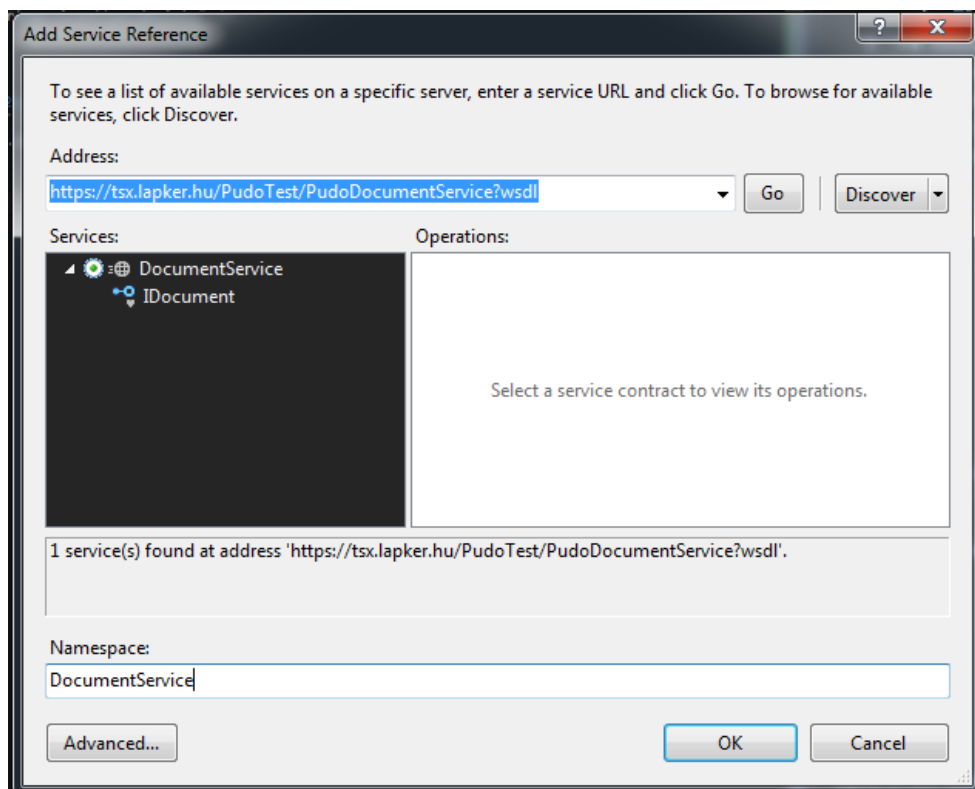 Add Service Reference
?
To see a list of available services on a specific server, enter a service URL and click Go. To browse for available
services, click Discover.
Address:
https://tsx.lapker.hu/PudoTest/PudoDocumentService?wsdl
Go
Discover
Services:
Operations:
DocumentService
IDocument
Select a service contract to view its operations.
1 service(s) found at address 'https://tsx.lapker.hu/PudoTest/PudoDocumentService?wsdl'.
Namespace:
DocumentService
Advanced...
OK
Cancel